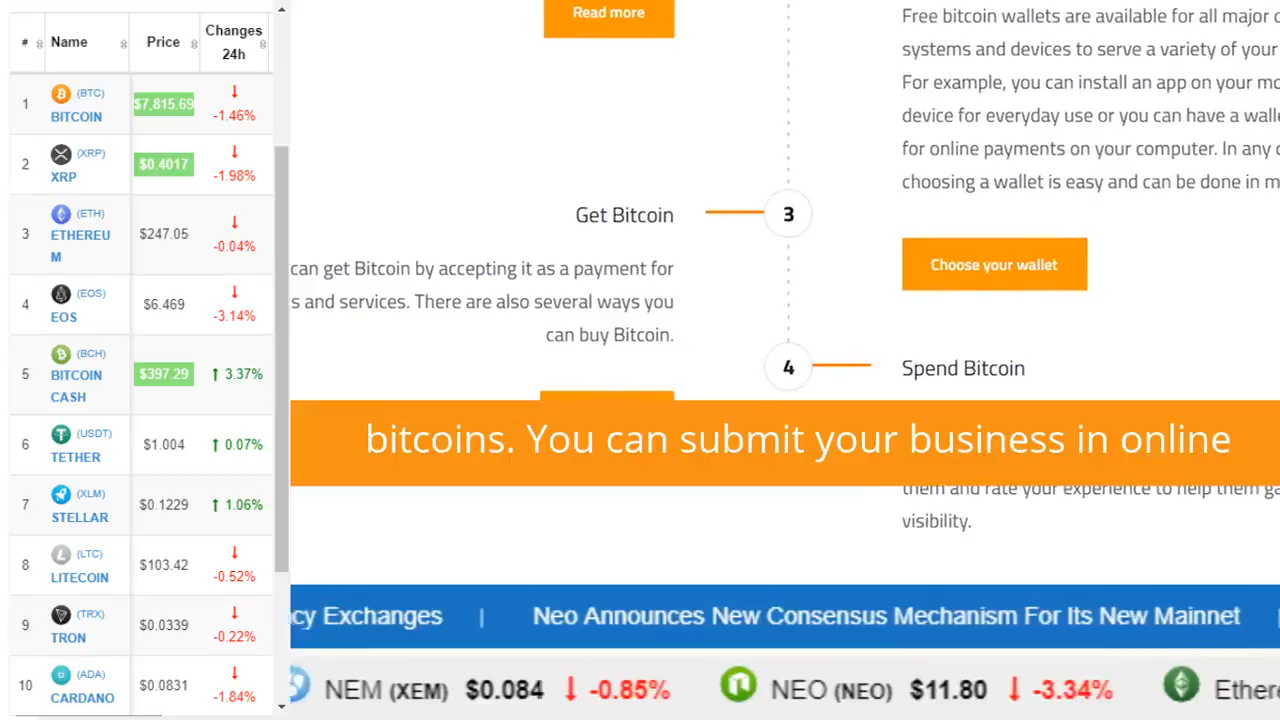 # Name Price Changes 24h
1 (BTC) BITCOIN $7,815.69 ↓ -1.46%
2 (XRP) XRP $0.4017 ↓ -1.98%
3 (ETH) ETHEREUM $247.05 ↓ -0.04%
4 (EOS) EOS $6.469 ↓ -3.14%
5 (BCH) BITCOIN CASH $397.29 ↑ 3.37%
6 (USDT) TETHER $1.004 ↑ 0.07%
7 (XLM) STELLAR $0.1229 ↑ 1.06%
8 (LTC) LITECOIN $103.42 ↓ -0.52%
9 (TRX) TRON $0.0339 ↓ -0.22%
10 (ADA) CARDANO $0.0831 ↓ -1.84%
Read more
Free bitcoin wallets are available for all major
systems and devices to serve a variety of your
For example, you can install an app on your
device for everyday use or you can have a
for online payments on your computer. In any
choosing a wallet is easy and can be done in
Choose your wallet
Get Bitcoin
3
can get Bitcoin by accepting it as a payment for
s and services. There are also several ways you
can buy Bitcoin.
4
Spend Bitcoin
bitcoins. You can submit your business in online
them and rate your experience to help them
visibility.
cy Exchanges | Neo Announces New Consensus Mechanism For Its New Mainnet
NEM (XEM) $0.084 ↓ -0.85% NEO (NEO) $11.80 ↓ -3.34% Ethere